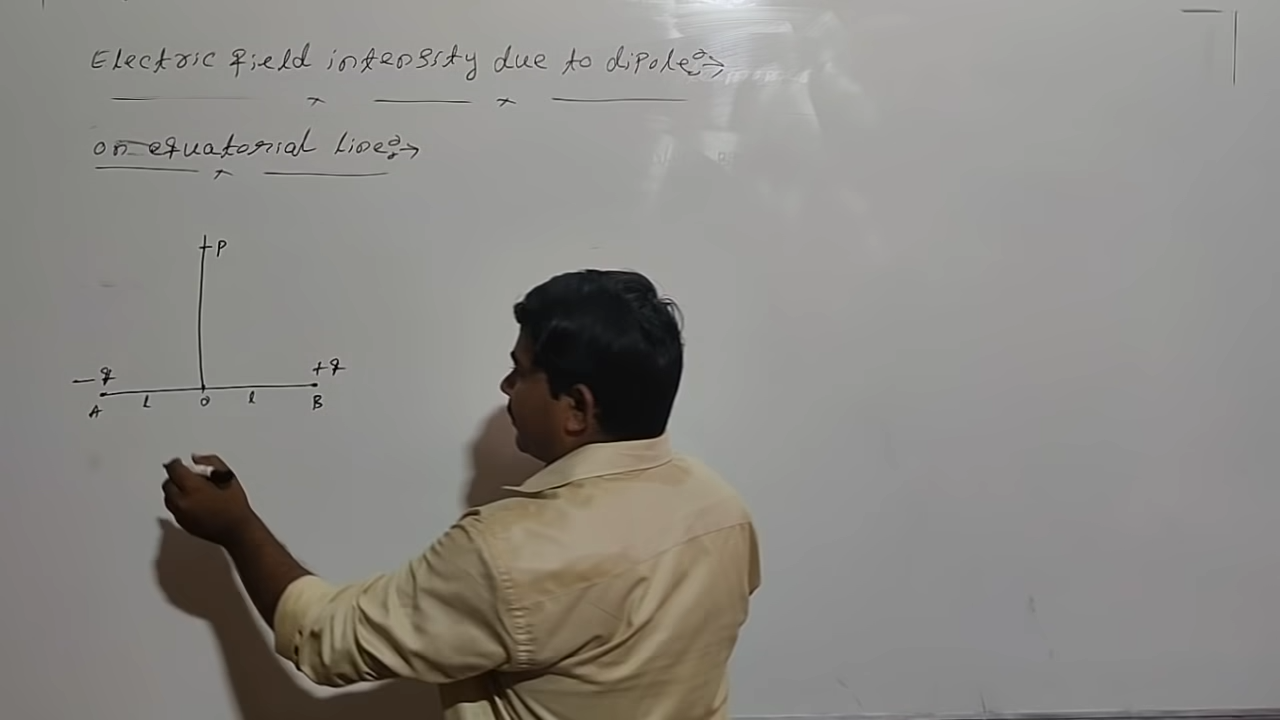 Electric field intensity due to dipole:→
on equatorial line:→
P
-q +q
A l O l B